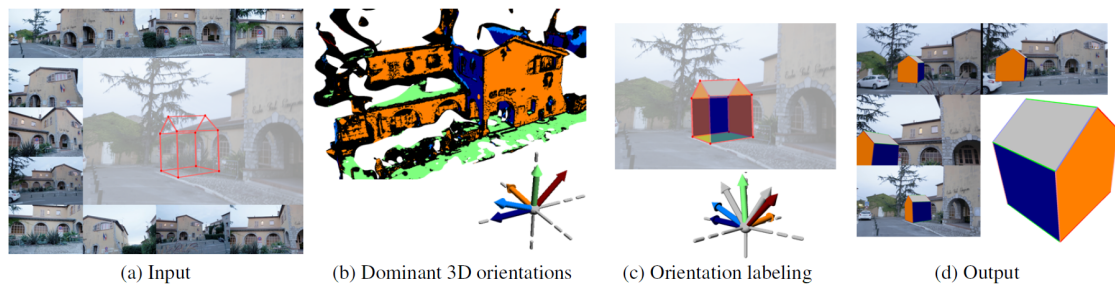 (a) Input
(b) Dominant 3D orientations
(c) Orientation labeling
(d) Output